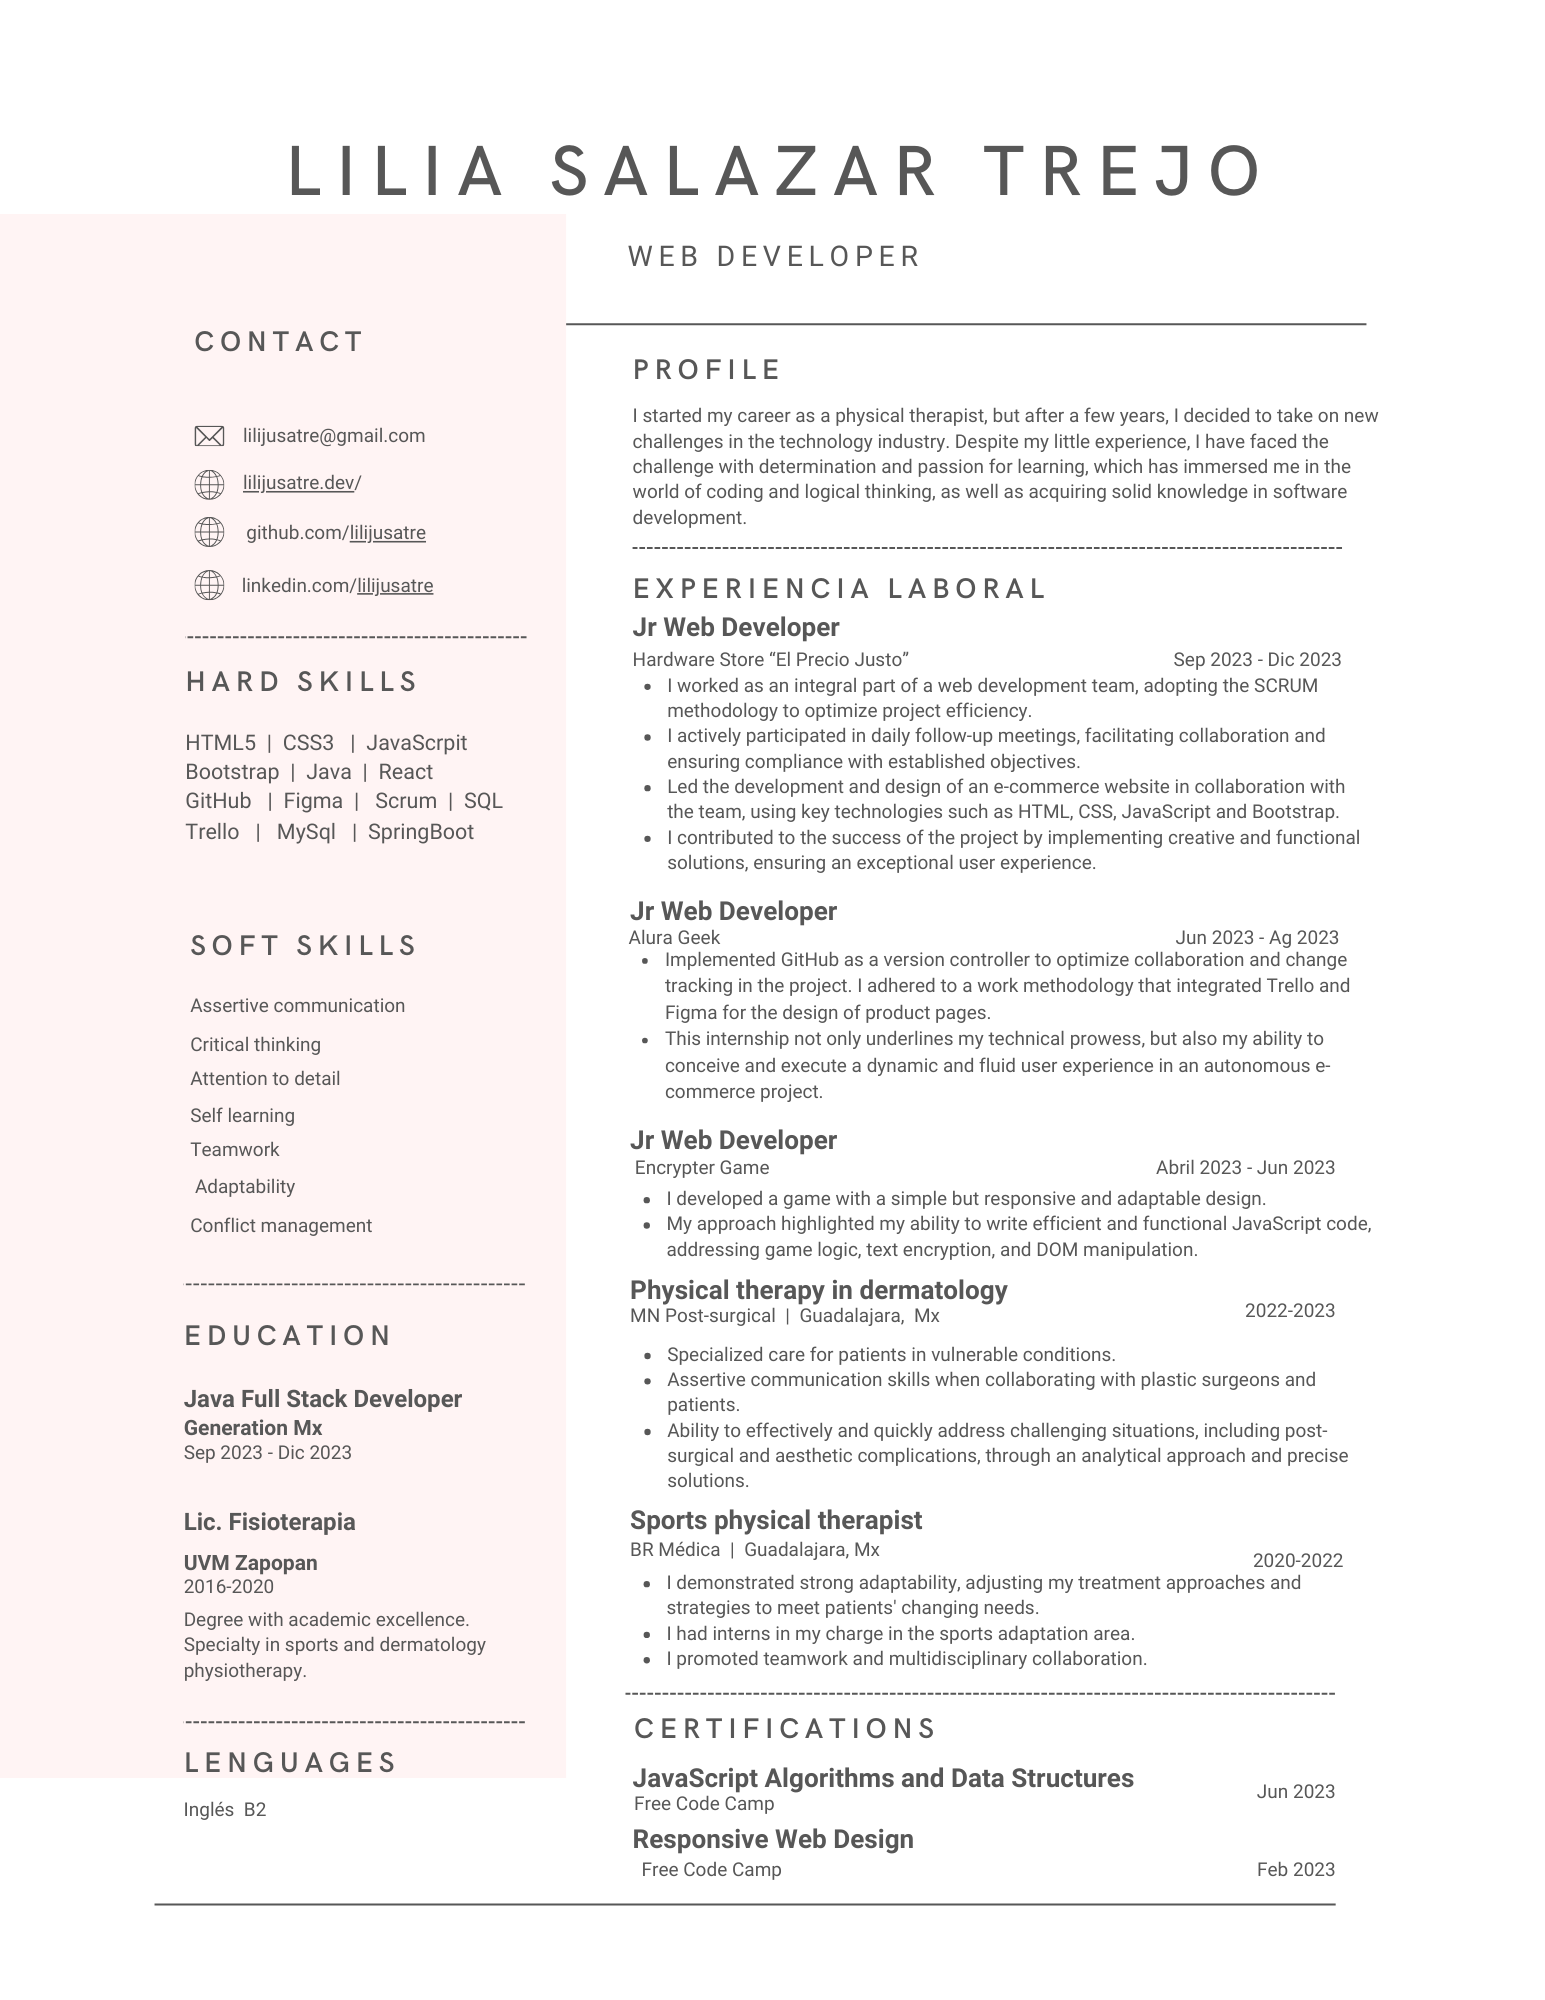 LILIA SALAZAR TREJO
WEB DEVELOPER
CONTACT
lilijusatre@gmail.com
lilijusatre.dev/
github.com/lilijusatre
linkedin.com/lilijusatre
HARD SKILLS
HTML5 | CSS3 | JavaScrpit
Bootstrap | Java | React
GitHub | Figma | Scrum | SQL
Trello | MySql | SpringBoot
SOFT SKILLS
Assertive communication
Critical thinking
Attention to detail
Self learning
Teamwork
Adaptability
Conflict management
EDUCATION
Java Full Stack Developer
Generation Mx
Sep 2023 - Dic 2023
Lic. Fisioterapia
UVM Zapopan
2016-2020
Degree with academic excellence.
Specialty in sports and dermatology
physiotherapy.
LENGUAGES
Inglés B2
PROFILE
I started my career as a physical therapist, but after a few years, I decided to take on new
challenges in the technology industry. Despite my little experience, I have faced the
challenge with determination and passion for learning, which has immersed me in the
world of coding and logical thinking, as well as acquiring solid knowledge in software
development.
EXPERIENCIA LABORAL
Jr Web Developer
Hardware Store “El Precio Justo” Sep 2023 - Dic 2023
• I worked as an integral part of a web development team, adopting the SCRUM
methodology to optimize project efficiency.
• I actively participated in daily follow-up meetings, facilitating collaboration and
ensuring compliance with established objectives.
• Led the development and design of an e-commerce website in collaboration with
the team, using key technologies such as HTML, CSS, JavaScript and Bootstrap.
• I contributed to the success of the project by implementing creative and functional
solutions, ensuring an exceptional user experience.
Jr Web Developer
Alura Geek Jun 2023 - Ag 2023
• Implemented GitHub as a version controller to optimize collaboration and change
tracking in the project. I adhered to a work methodology that integrated Trello and
Figma for the design of product pages.
• This internship not only underlines my technical prowess, but also my ability to
conceive and execute a dynamic and fluid user experience in an autonomous e-
commerce project.
Jr Web Developer
Encrypter Game Abril 2023 - Jun 2023
• I developed a game with a simple but responsive and adaptable design.
• My approach highlighted my ability to write efficient and functional JavaScript code,
addressing game logic, text encryption, and DOM manipulation.
Physical therapy in dermatology
MN Post-surgical | Guadalajara, Mx 2022-2023
• Specialized care for patients in vulnerable conditions.
• Assertive communication skills when collaborating with plastic surgeons and
patients.
• Ability to effectively and quickly address challenging situations, including post-
surgical and aesthetic complications, through an analytical approach and precise
solutions.
Sports physical therapist
BR Médica | Guadalajara, Mx 2020-2022
• I demonstrated strong adaptability, adjusting my treatment approaches and
strategies to meet patients' changing needs.
• I had interns in my charge in the sports adaptation area.
• I promoted teamwork and multidisciplinary collaboration.
CERTIFICATIONS
JavaScript Algorithms and Data Structures
Free Code Camp Jun 2023
Responsive Web Design
Free Code Camp Feb 2023